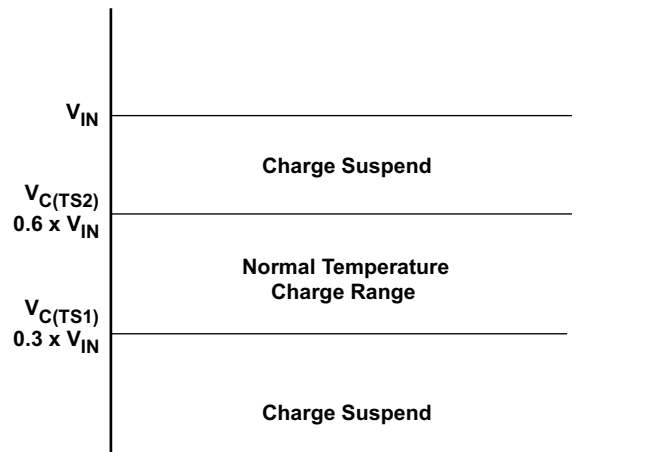 VIN
Charge Suspend
VC(TS2)
0.6 x VIN
Normal Temperature
Charge Range
VC(TS1)
0.3 x VIN
Charge Suspend